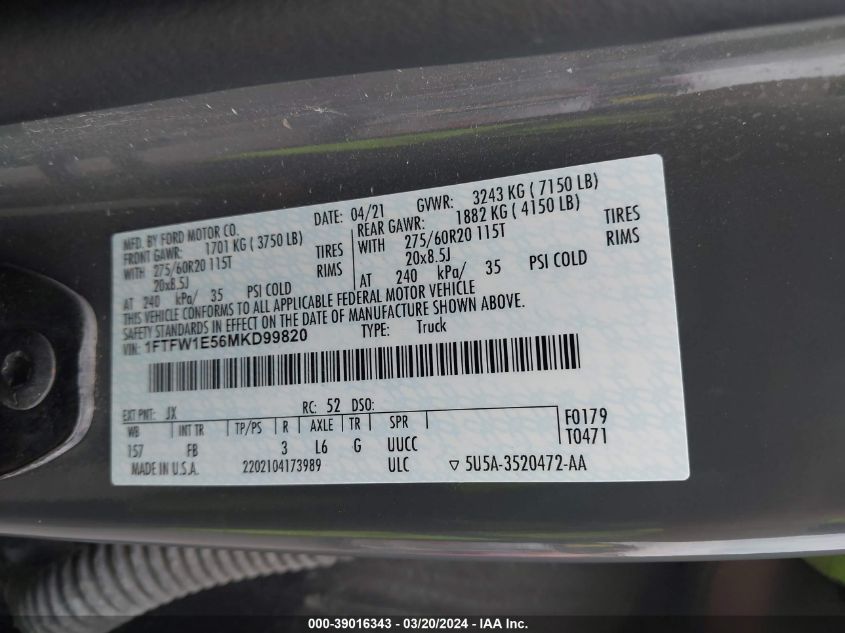 MFD. BY FORD MOTOR CO. DATE: 04/21 GVWR: 3243 KG ( 7150 LB)
FRONT GAWR: 1701 KG ( 3750 LB) REAR GAWR: 1882 KG ( 4150 LB)
WITH 275/60R20 115T TIRES WITH 275/60R20 115T TIRES
20x8.5J RIMS 20x8.5J RIMS
AT 240 kPa/ 35 PSI COLD AT 240 kPa/ 35 PSI COLD
THIS VEHICLE CONFORMS TO ALL APPLICABLE FEDERAL MOTOR VEHICLE
SAFETY STANDARDS IN EFFECT ON THE DATE OF MANUFACTURE SHOWN ABOVE.
VIN: 1FTFW1E56MKD99820 TYPE: Truck
EXT PNT: JX RC: 52 DSO:
WB INT TR TP/PS R AXLE TR SPR F0179
157 FB 3 L6 G UUCC T0471
MADE IN U.S.A. 2202104173989 ULC ▽ 5U5A-3520472-AA
000-39016343 - 03/20/2024 - IAA Inc.